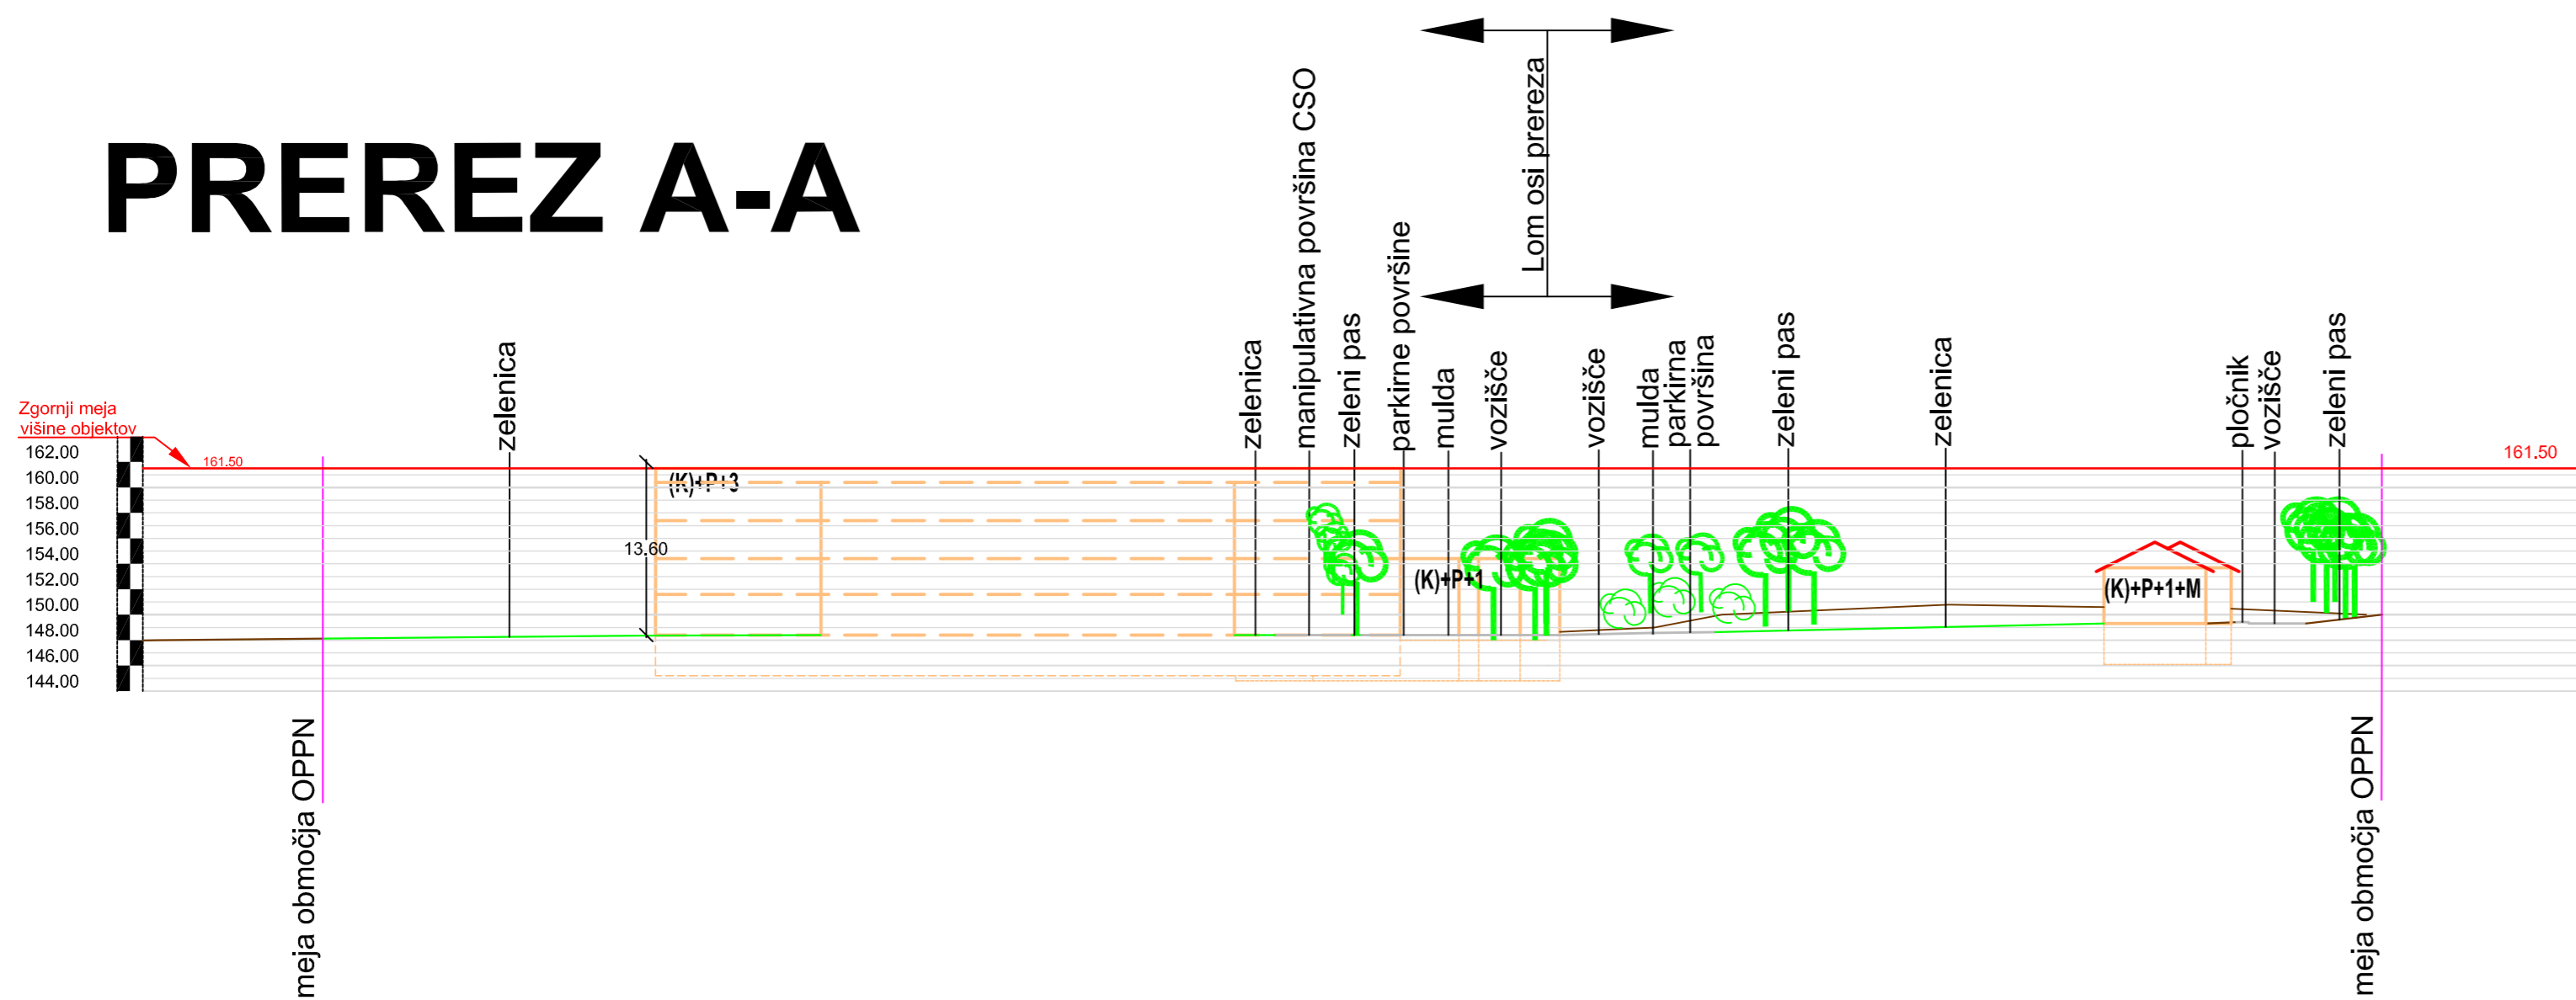 PREREZ A-A
Lom osi prereza
zelenica
zelenica
manipulativna površina CSO
zeleni pas
parkirne površine
mulda
vozišče
vozišče
mulda
parkirna
površina
zeleni pas
zelenica
pločnik
vozišče
zeleni pas
Zgornji meja
višine objektov
161.50
161.50
162.00
160.00
158.00
156.00
154.00
152.00
150.00
148.00
146.00
144.00
(K)+P+3
13.60
(K)+P+1
(K)+P+1+M
meja območja OPPN
meja območja OPPN